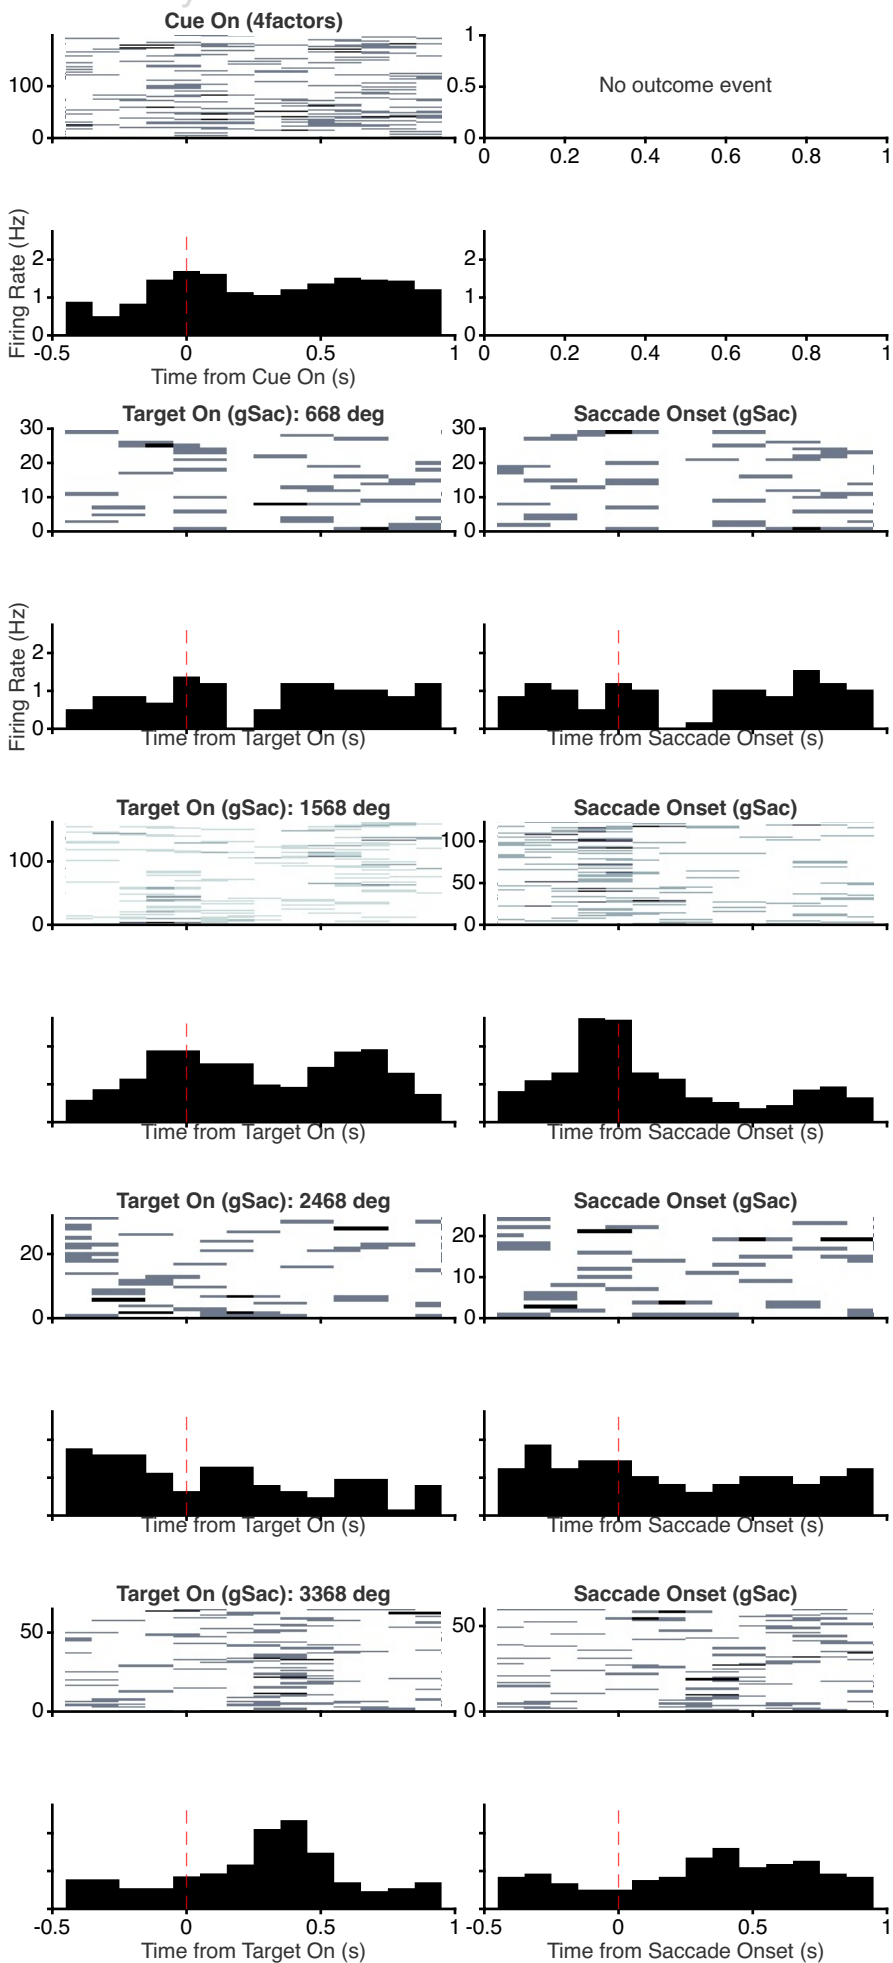 Cue On (4factors)
100
0
1
0.5
0
No outcome event
0 0.2 0.4 0.6 0.8 1
Firing Rate (Hz)
2
1
0
-0.5 0 0.5 1
Time from Cue On (s)
2
1
0
0 0.2 0.4 0.6 0.8 1
Target On (gSac): 668 deg
30
20
10
0
Saccade Onset (gSac)
30
20
10
0
Firing Rate (Hz)
2
1
0
Time from Target On (s)
2
1
0
Time from Saccade Onset (s)
Target On (gSac): 1568 deg
100
0
Saccade Onset (gSac)
100
50
0
Time from Target On (s)
Time from Saccade Onset (s)
Target On (gSac): 2468 deg
20
0
Saccade Onset (gSac)
20
10
0
Time from Target On (s)
Time from Saccade Onset (s)
Target On (gSac): 3368 deg
50
0
Saccade Onset (gSac)
50
0
-0.5 0 0.5 1
Time from Target On (s)
-0.5 0 0.5 1
Time from Saccade Onset (s)